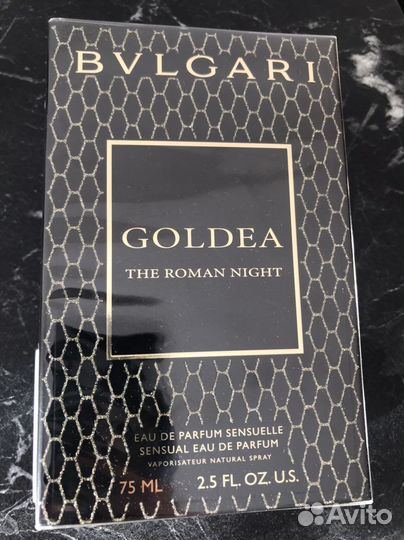 BVLGARI
GOLDEA
THE ROMAN NIGHT
EAU DE PARFUM SENSUELLE
SENSUAL EAU DE PARFUM
VAPORISATEUR NATURAL SPRAY
75 ML 2.5 FL. OZ. U.S.
Avito